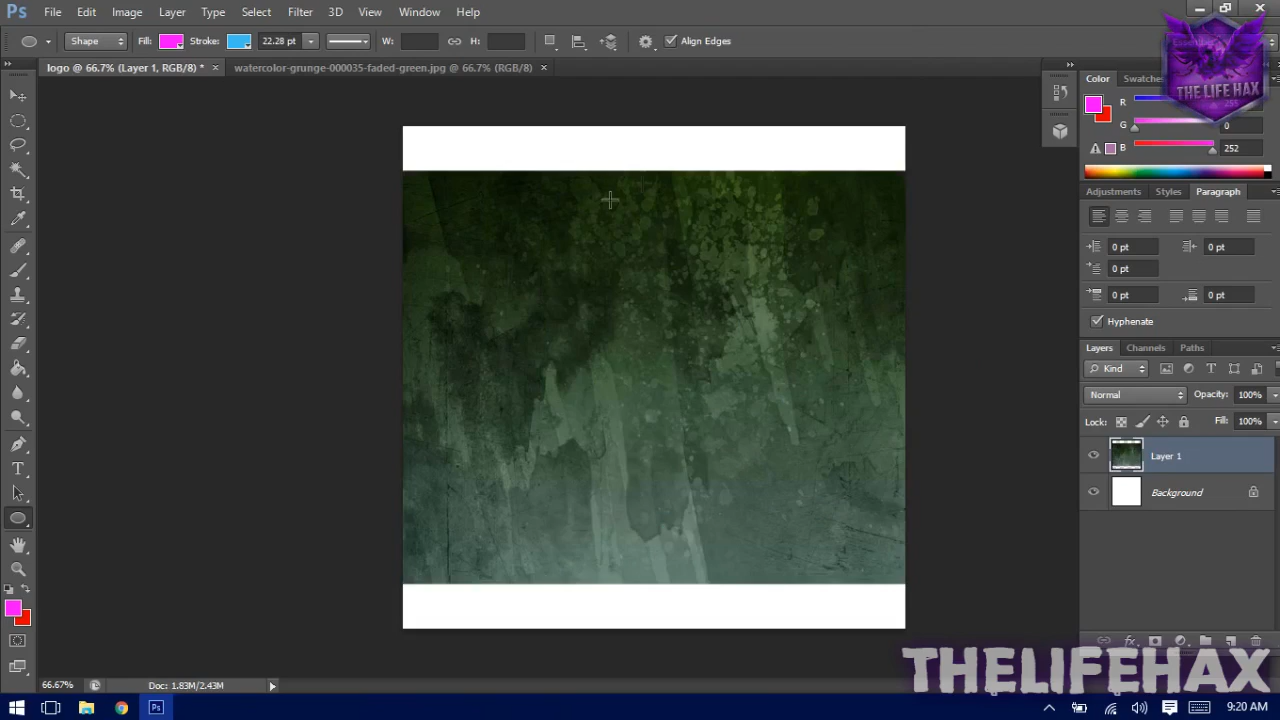 Ps File Edit Image Layer Type Select Filter 3D View Window Help
Shape Fill: Stroke: 22.28 pt W: H: Align Edges
logo @ 66.7% (Layer 1, RGB/8) * × watercolor-grunge-000035-faded-green.jpg @ 66.7% (RGB/8) ×
THE LIFE HAX
Color Swatches
R 255
G 0
B 252
Adjustments Styles Paragraph
0 pt 0 pt
0 pt
0 pt 0 pt
Hyphenate
Layers Channels Paths
Kind
Normal Opacity: 100%
Lock: Fill: 100%
Layer 1
Background
THELIFEHAX
66.67% Doc: 1.83M/2.43M
9:20 AM